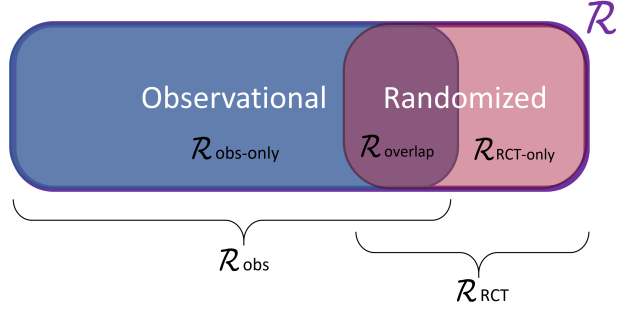 ℛ
Observational Randomized
ℛ obs-only ℛ overlap ℛ RCT-only
ℛ obs
ℛ RCT